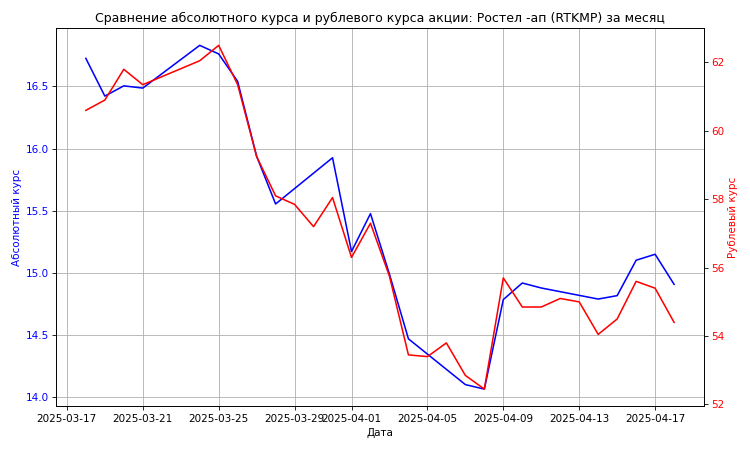 Сравнение абсолютного курса и рублевого курса акции: Ростел -ап (RTKMP) за месяц
Абсолютный курс
16.5
16.0
15.5
15.0
14.5
14.0
62
60
58
56
54
52
Рублевый курс
2025-03-17 2025-03-21 2025-03-25 2025-03-29 2025-04-01 2025-04-05 2025-04-09 2025-04-13 2025-04-17
Дата